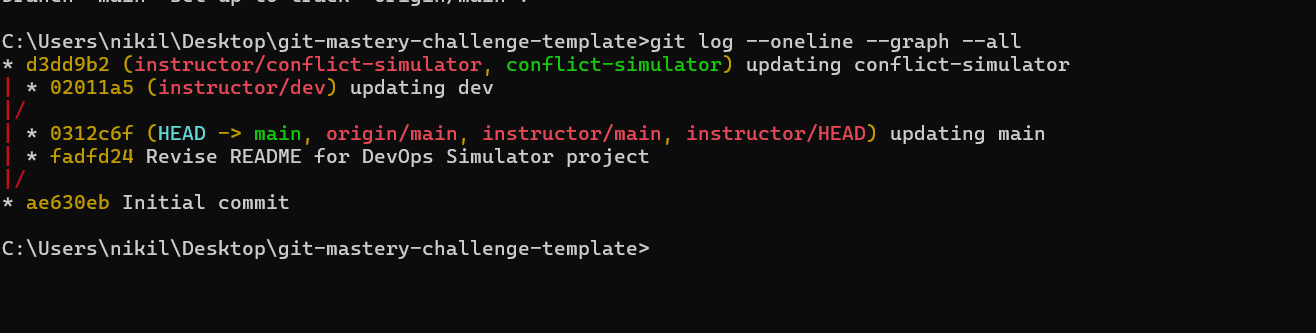 C:\Users\nikil\Desktop\git-mastery-challenge-template>git log --oneline --graph --all
* d3dd9b2 (instructor/conflict-simulator, conflict-simulator) updating conflict-simulator
| * 02011a5 (instructor/dev) updating dev
|/
| * 0312c6f (HEAD -> main, origin/main, instructor/main, instructor/HEAD) updating main
| * fadfd24 Revise README for DevOps Simulator project
|/
* ae630eb Initial commit
C:\Users\nikil\Desktop\git-mastery-challenge-template>